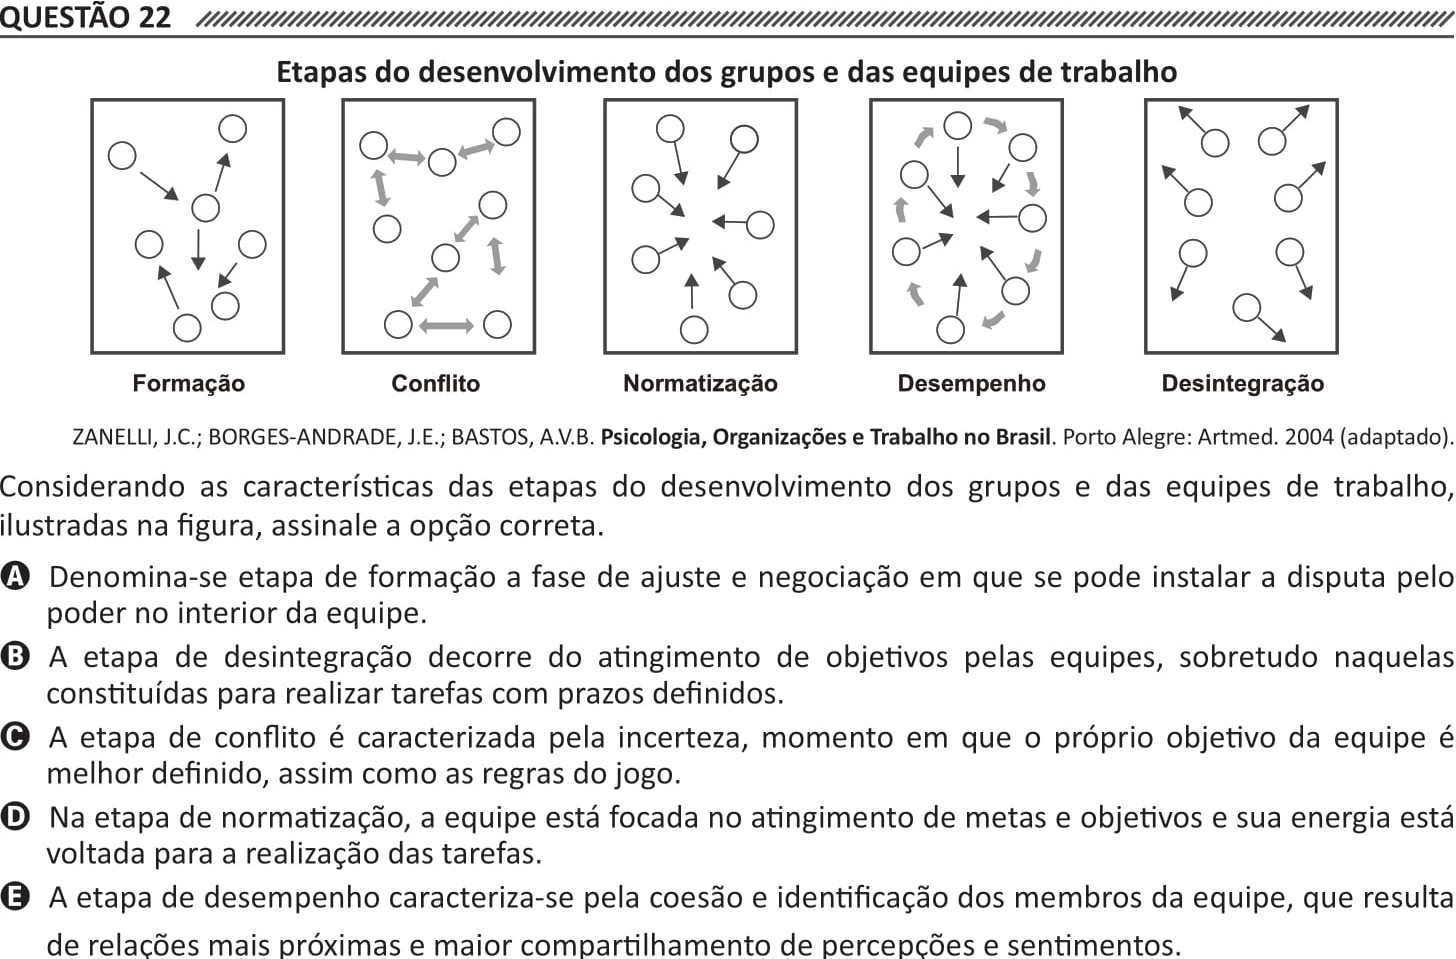 QUESTÃO 22
Etapas do desenvolvimento dos grupos e das equipes de trabalho
Formação
Conflito
Normatização
Desempenho
Desintegração
ZANELLI, J.C.; BORGES-ANDRADE, J.E.; BASTOS, A.V.B. Psicologia, Organizações e Trabalho no Brasil. Porto Alegre: Artmed. 2004 (adaptado).
Considerando as características das etapas do desenvolvimento dos grupos e das equipes de trabalho,
ilustradas na figura, assinale a opção correta.
A Denomina-se etapa de formação a fase de ajuste e negociação em que se pode instalar a disputa pelo
poder no interior da equipe.
B A etapa de desintegração decorre do atingimento de objetivos pelas equipes, sobretudo naquelas
constituídas para realizar tarefas com prazos definidos.
C A etapa de conflito é caracterizada pela incerteza, momento em que o próprio objetivo da equipe é
melhor definido, assim como as regras do jogo.
D Na etapa de normatização, a equipe está focada no atingimento de metas e objetivos e sua energia está
voltada para a realização das tarefas.
E A etapa de desempenho caracteriza-se pela coesão e identificação dos membros da equipe, que resulta
de relações mais próximas e maior compartilhamento de percepções e sentimentos.